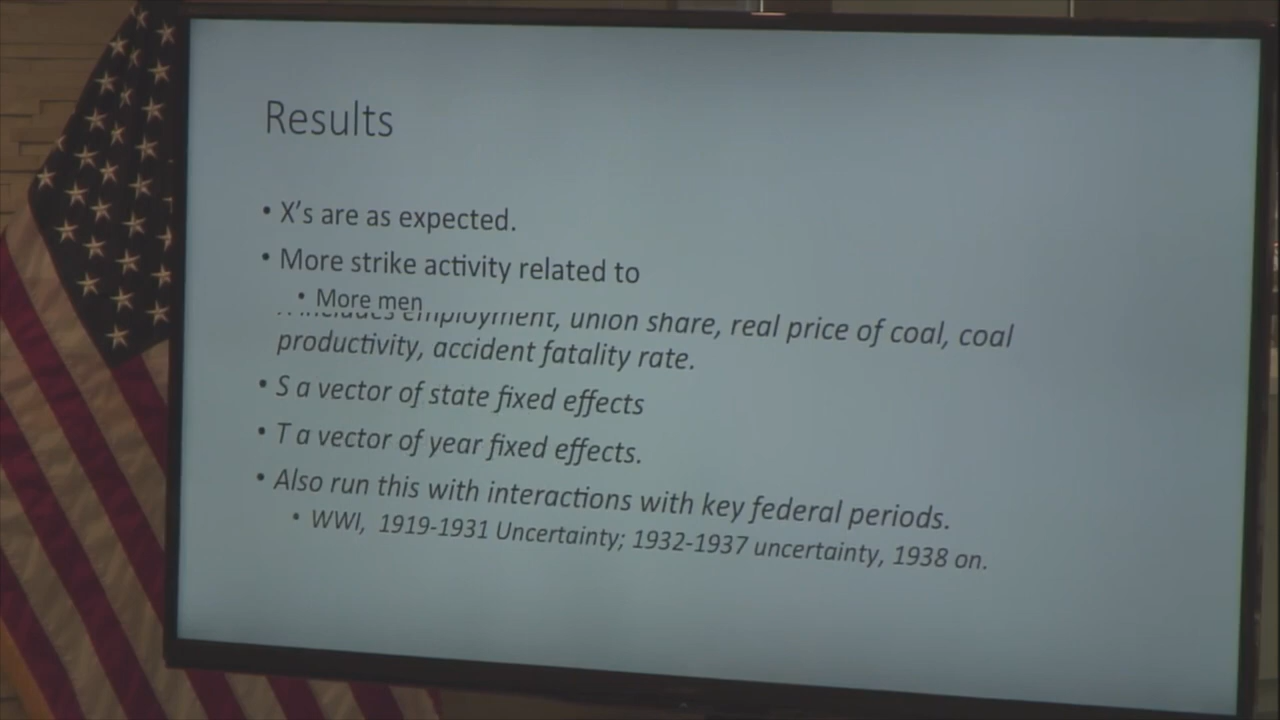 Results
• X's are as expected.
• More strike activity related to
• More men
includes employment, union share, real price of coal, coal
productivity, accident fatality rate.
• S a vector of state fixed effects
• T a vector of year fixed effects.
• Also run this with interactions with key federal periods.
• WWI, 1919-1931 Uncertainty; 1932-1937 uncertainty, 1938 on.